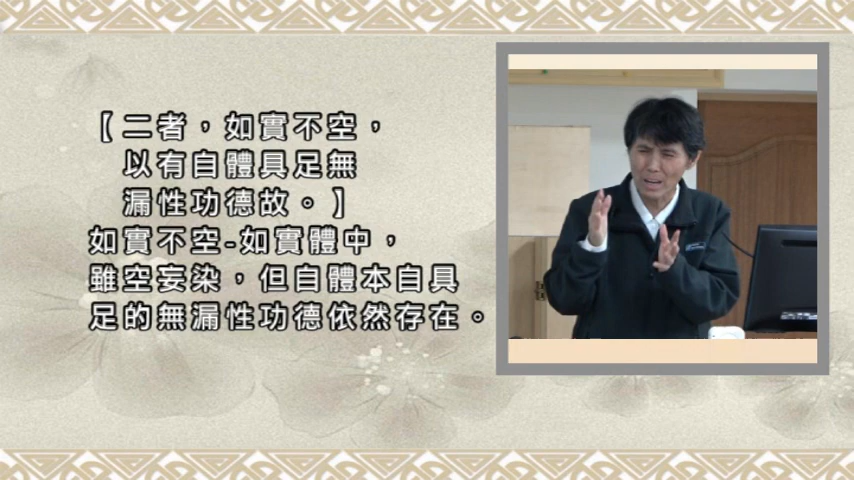 【二者，如實不空，
以有自體具足無
漏性功德故。】
如實不空-如實體中，
雖空妄染，但自體本自具
足的無漏性功德依然存在。